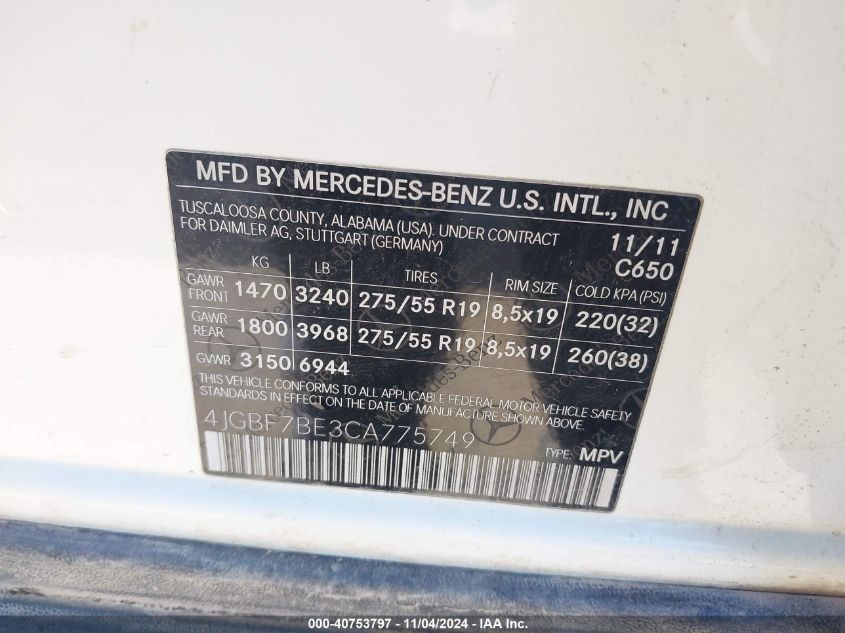 MFD BY MERCEDES-BENZ U.S. INTL., INC
TUSCALOOSA COUNTY, ALABAMA (USA). UNDER CONTRACT
FOR DAIMLER AG, STUTTGART (GERMANY)
11/11
C650
KG LB TIRES RIM SIZE COLD KPA (PSI)
GAWR FRONT 1470 3240 275/55 R19 8,5x19 220(32)
GAWR REAR 1800 3968 275/55 R19 8,5x19 260(38)
GVWR 3150 6944
THIS VEHICLE CONFORMS TO ALL APPLICABLE FEDERAL MOTOR VEHICLE SAFETY
STANDARDS IN EFFECT ON THE DATE OF MANUFACTURE SHOWN ABOVE.
4JGBF7BE3CA775749
TYPE: MPV
Mercedes-Benz
000-40753797 - 11/04/2024 - IAA Inc.